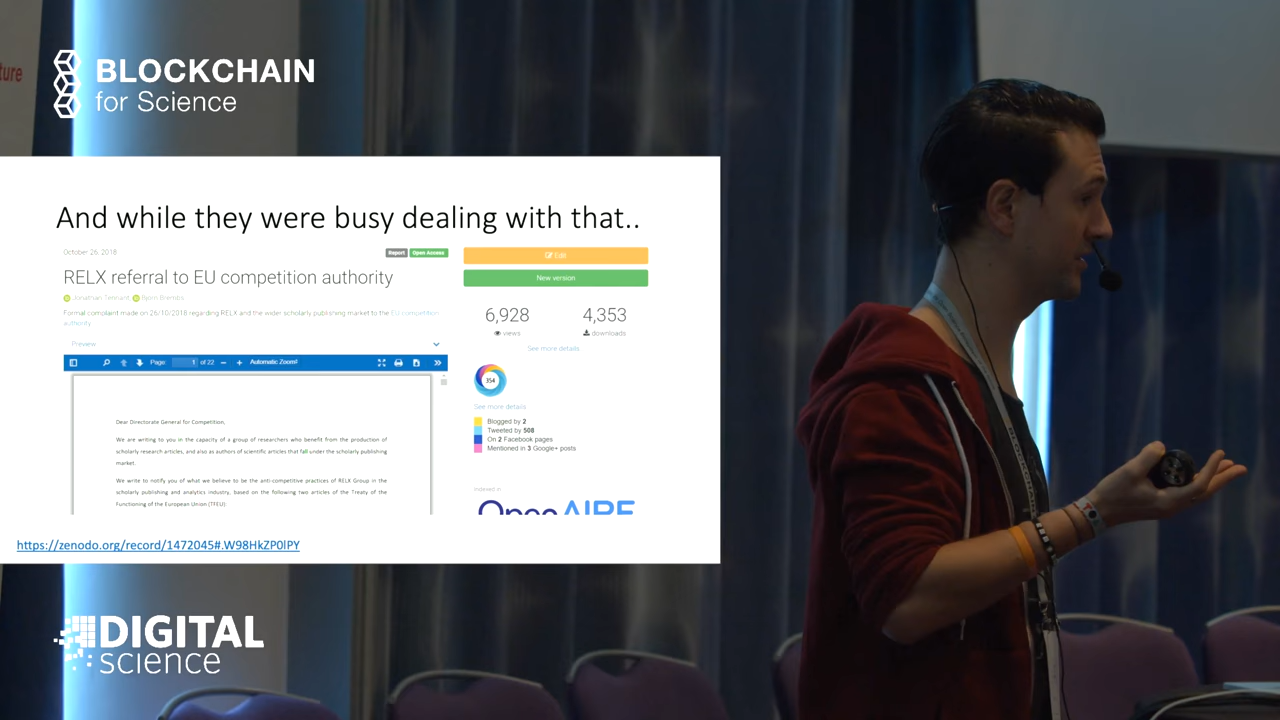 ture
BLOCKCHAIN
for Science
And while they were busy dealing with that..
October 26, 2018
Report Open Access
RELX referral to EU competition authority
Jonathan Tennant Björn Brembs
Formal complaint made on 26/10/2018 regarding RELX and the wider scholarly publishing market to the EU competition
authority.
Preview
Page: 1 of 22 Automatic Zoom
Dear Directorate General for Competition,
We are writing to you in the capacity of a group of researchers who benefit from the production of
scholarly research articles, and also as authors of scientific articles that fall under the scholarly publishing
market.
We write to notify you of what we believe to be the anti-competitive practices of RELX Group in the
scholarly publishing and analytics industry, based on the following two articles of the Treaty of the
Functioning of the European Union (TFEU):
Edit
New version
6,928 4,353
views downloads
See more details
354
See more details
Blogged by 2
Tweeted by 508
On 2 Facebook pages
Mentioned in 3 Google+ posts
Indexed in
OpenAIRE
https://zenodo.org/record/1472045#.W98HkZP0lPY
DIGITAL
science